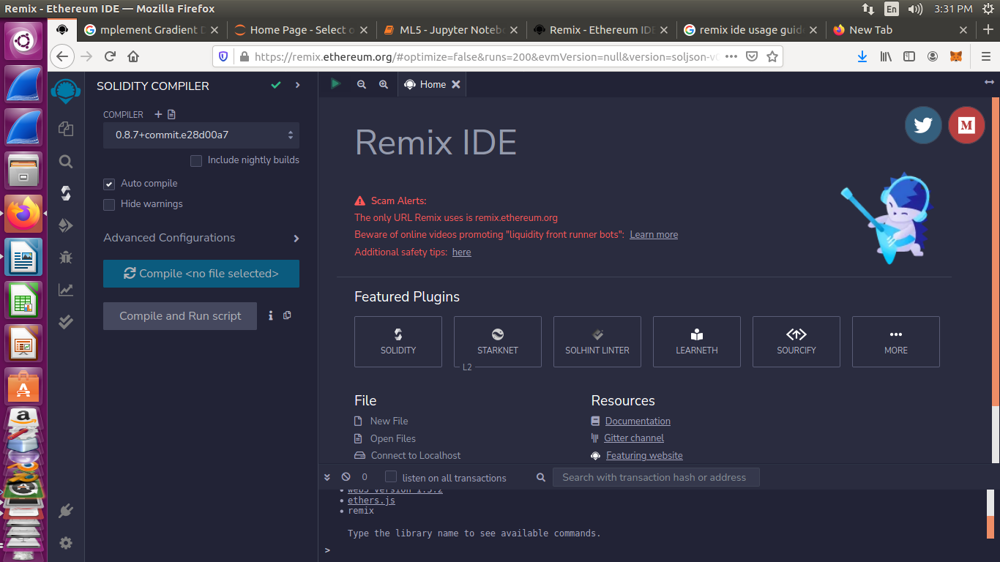 Remix - Ethereum IDE — Mozilla Firefox
En
3:31 PM
mplement Gradient D
Home Page - Select o
ML5 - Jupyter Noteb
Remix - Ethereum IDE
remix ide usage guid
New Tab
https://remix.ethereum.org/#optimize=false&runs=200&evmVersion=null&version=soljson-v
SOLIDITY COMPILER
Home
COMPILER
0.8.7+commit.e28d00a7
Include nightly builds
Auto compile
Hide warnings
Advanced Configurations
Compile <no file selected>
Compile and Run script
Remix IDE
Scam Alerts:
The only URL Remix uses is remix.ethereum.org
Beware of online videos promoting "liquidity front runner bots": Learn more
Additional safety tips: here
Featured Plugins
SOLIDITY
STARKNET
L2
SOLHINT LINTER
LEARNETH
SOURCIFY
MORE
File
New File
Open Files
Connect to Localhost
Resources
Documentation
Gitter channel
Featuring website
0
listen on all transactions
Search with transaction hash or address
• web3 version 1.5.2
• ethers.js
• remix
Type the library name to see available commands.
>